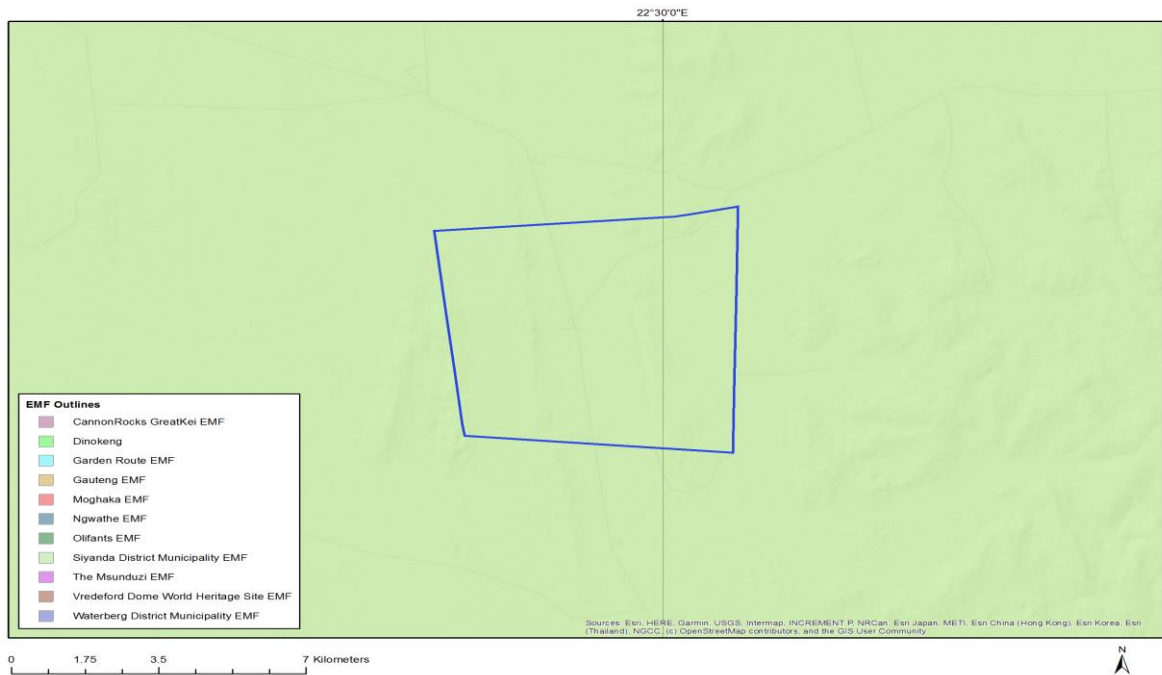 22°30'0"E
EMF Outlines
CannonRocks GreatKei EMF
Dinokeng
Garden Route EMF
Gauteng EMF
Moghaka EMF
Ngwathe EMF
Olifants EMF
Siyanda District Municipality EMF
The Msunduzi EMF
Vredeford Dome World Heritage Site EMF
Waterberg District Municipality EMF
Sources: Esri, HERE, Garmin, USGS, Intermap, INCREMENT P, NRCan, Esri Japan, METI, Esri China (Hong Kong), Esri Korea, Esri
(Thailand), NGCC, (c) OpenStreetMap contributors, and the GIS User Community
0 1.75 3.5 7 Kilometers
N